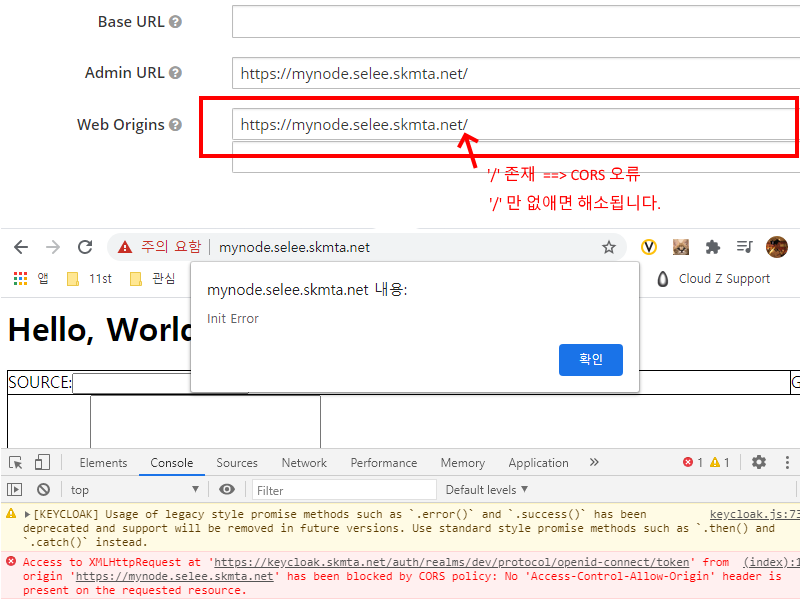 Base URL
Admin URL
https://mynode.selee.skmta.net/
Web Origins
https://mynode.selee.skmta.net/
'/' 존재 ==> CORS 오류
'/' 만 없애면 해소됩니다.
주의 요함 | mynode.selee.skmta.net
앱 11st 관심 Cloud Z Support
mynode.selee.skmta.net 내용:
Init Error
확인
Hello, World
SOURCE:
G
Elements Console Sources Network Performance Memory Application » 1 1
top Filter Default levels ▼
▶[KEYCLOAK] Usage of legacy style promise methods such as `.error()` and `.success()` has been keycloak.js:73
deprecated and support will be removed in future versions. Use standard style promise methods such as `.then() and
`.catch()` instead.
Access to XMLHttpRequest at 'https://keycloak.skmta.net/auth/realms/dev/protocol/openid-connect/token' from (index):1
origin 'https://mynode.selee.skmta.net' has been blocked by CORS policy: No 'Access-Control-Allow-Origin' header is
present on the requested resource.